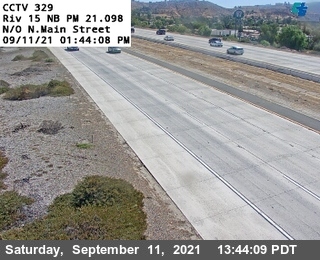 CCTV 329
Riv 15 NB PM 21.098
N/O N.Main Street
09/11/21 01:44:08 PM
Saturday, September 11, 2021 13:44:09 PDT